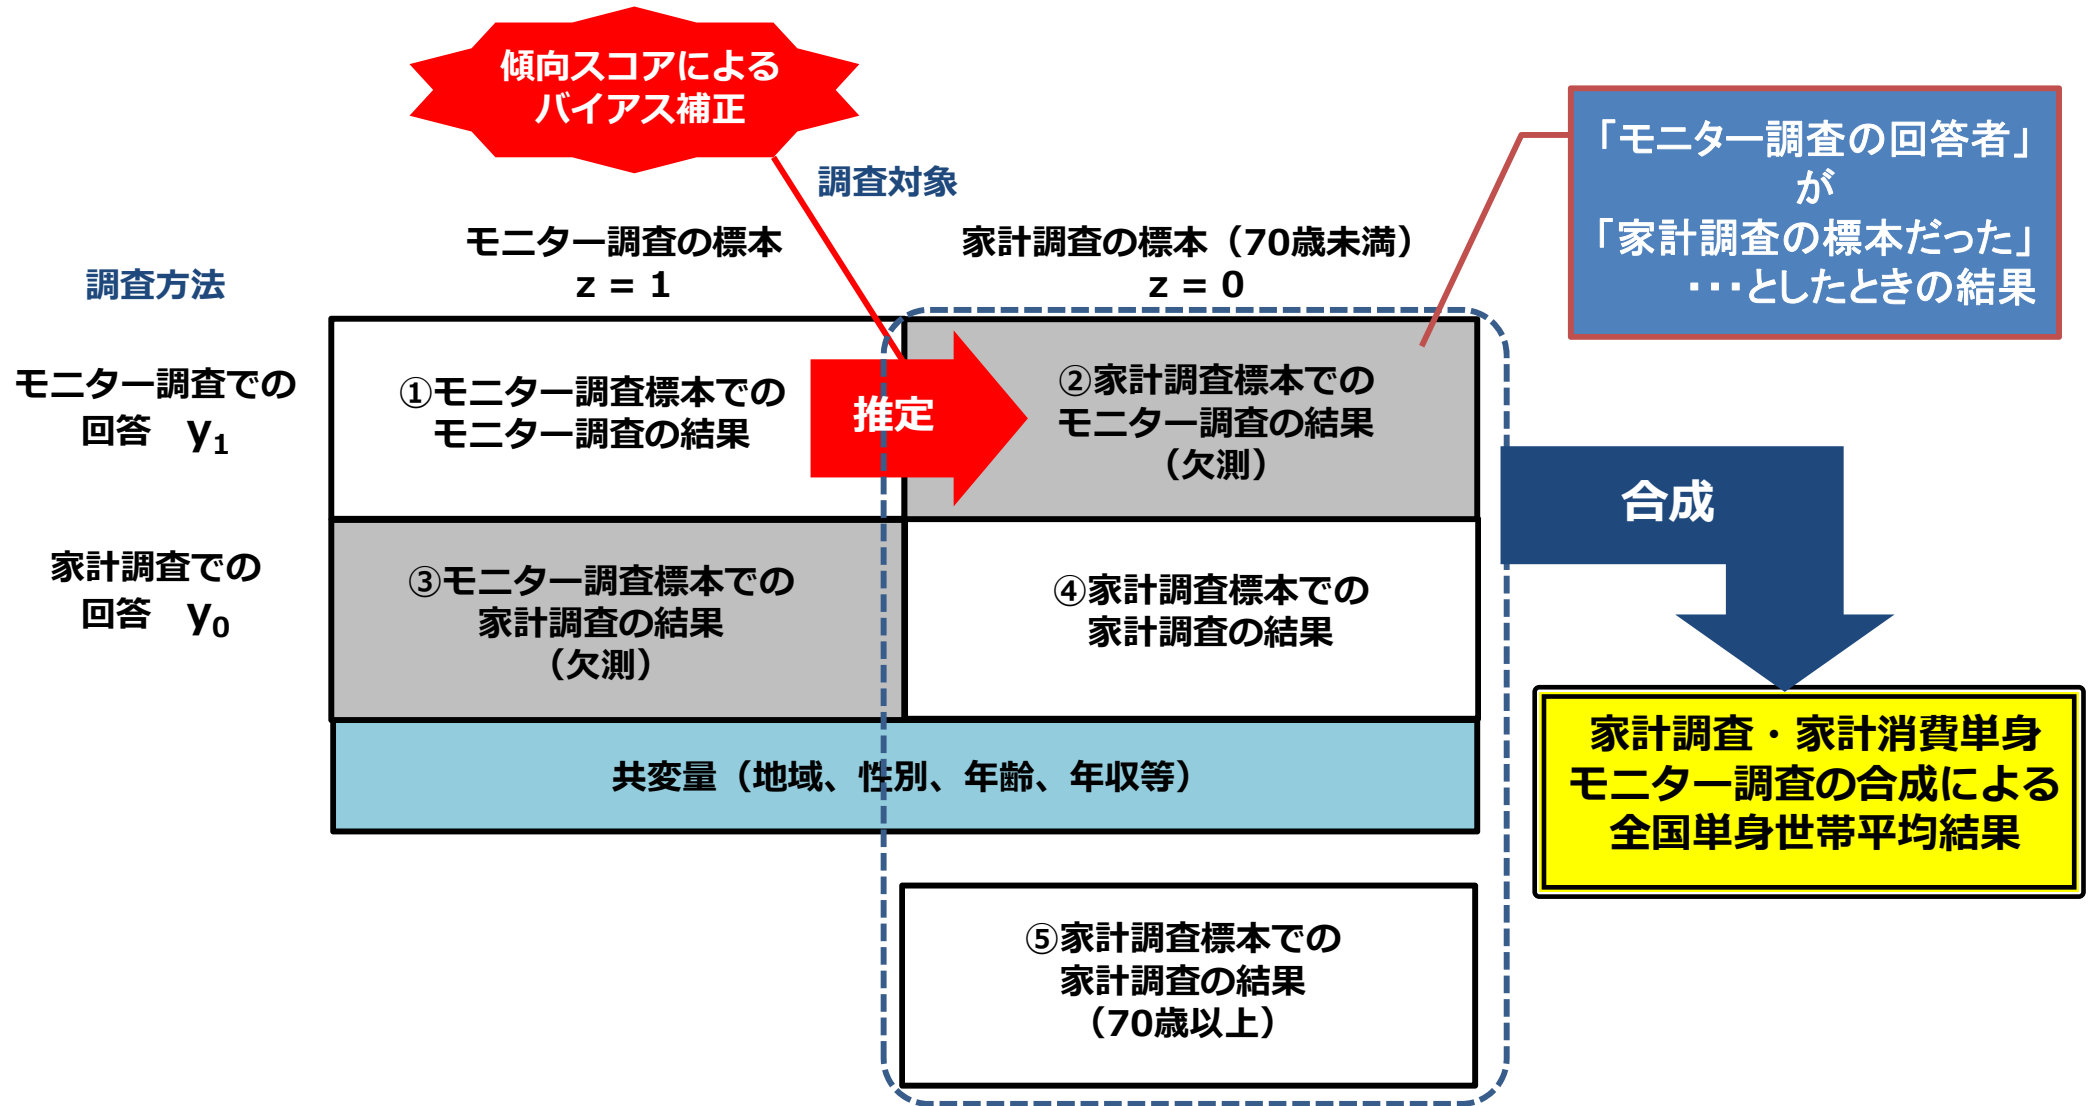 傾向スコアによる
バイアス補正
調査対象
「モニター調査の回答者」
が
「家計調査の標本だった」
・・・としたときの結果
モニター調査の標本
z = 1
家計調査の標本（70歳未満）
z = 0
調査方法
モニター調査での
回答 y₁
①モニター調査標本での
モニター調査の結果
推定
②家計調査標本での
モニター調査の結果
（欠測）
合成
家計調査での
回答 y₀
③モニター調査標本での
家計調査の結果
（欠測）
④家計調査標本での
家計調査の結果
共変量（地域、性別、年齢、年収等）
家計調査・家計消費単身
モニター調査の合成による
全国単身世帯平均結果
⑤家計調査標本での
家計調査の結果
（70歳以上）